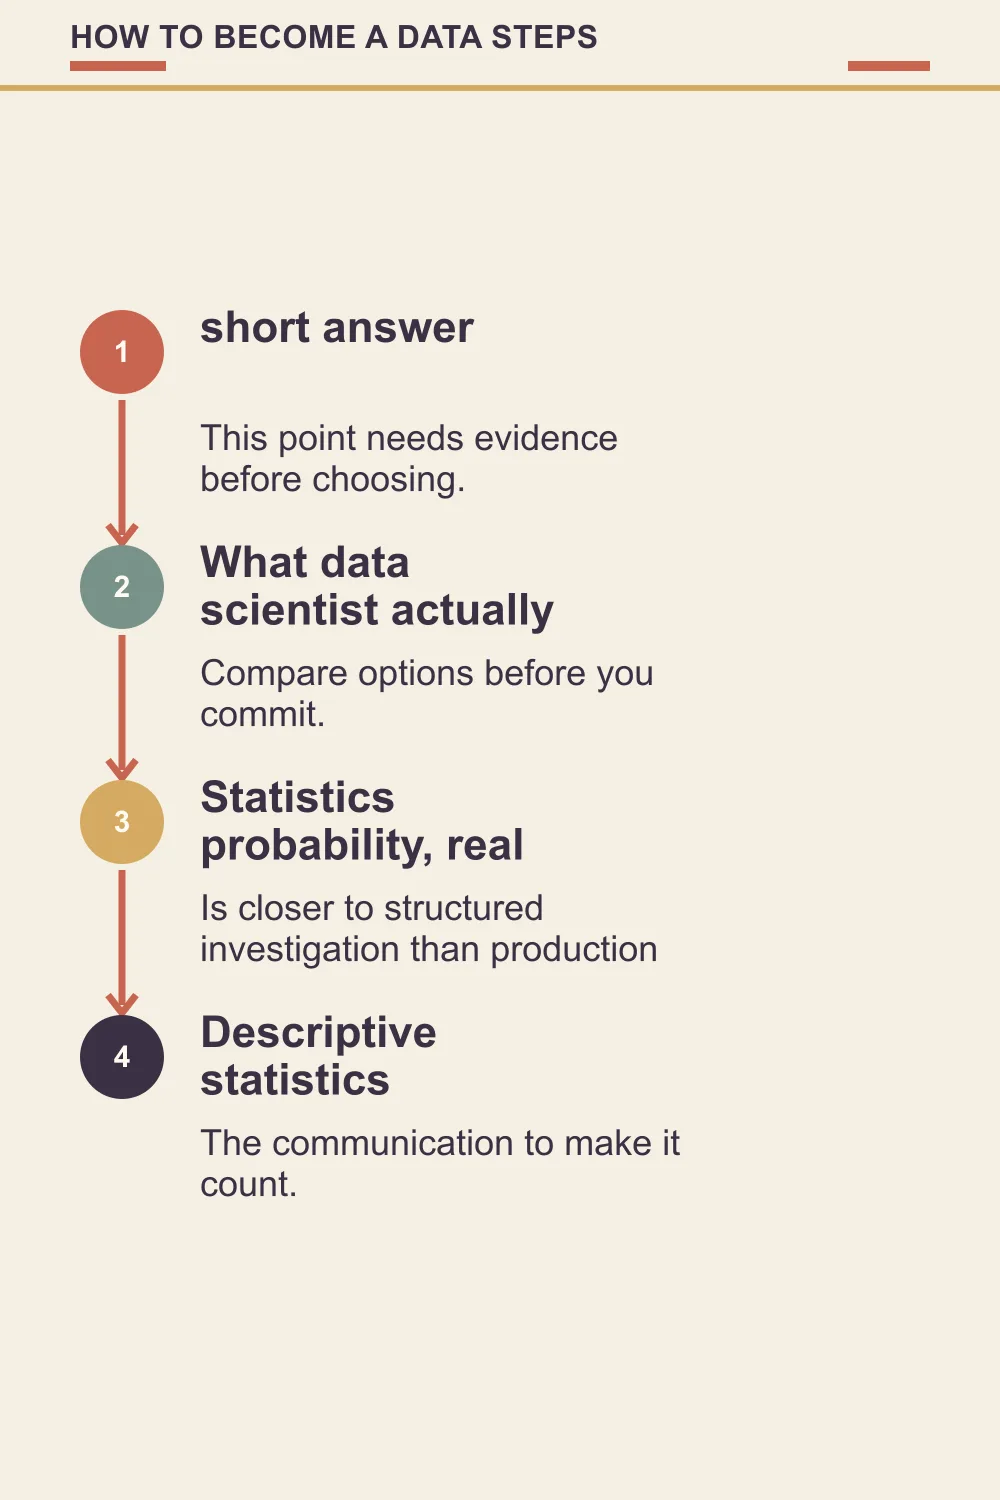 HOW TO BECOME A DATA STEPS
1
short answer
This point needs evidence
before choosing.
2
What data
scientist actually
Compare options before you
commit.
3
Statistics
probability, real
Is closer to structured
investigation than production
4
Descriptive
statistics
The communication to make it
count.